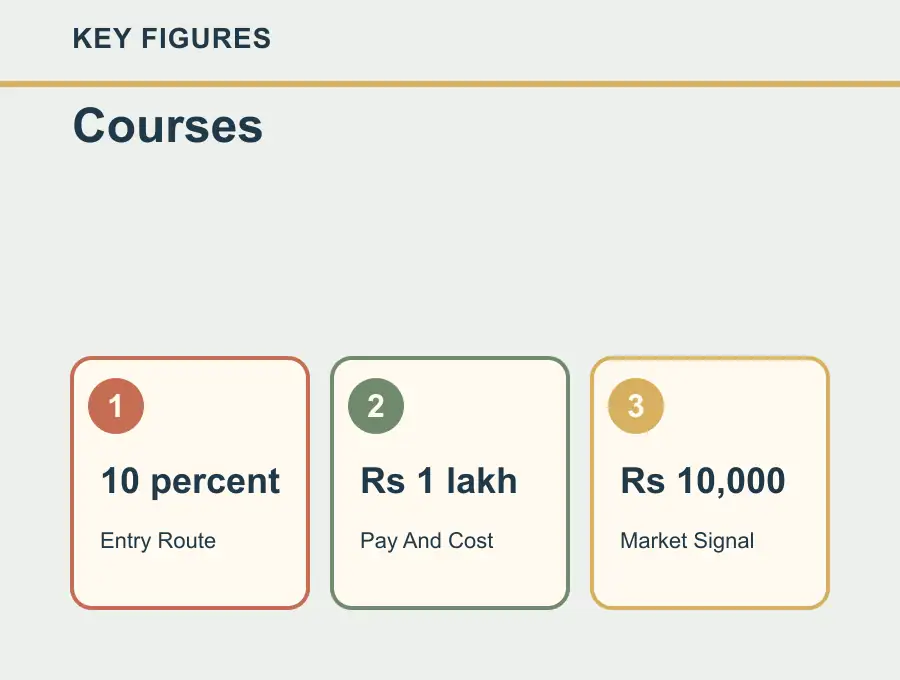 KEY FIGURES
Courses
1
10 percent
Entry Route
2
Rs 1 lakh
Pay And Cost
3
Rs 10,000
Market Signal